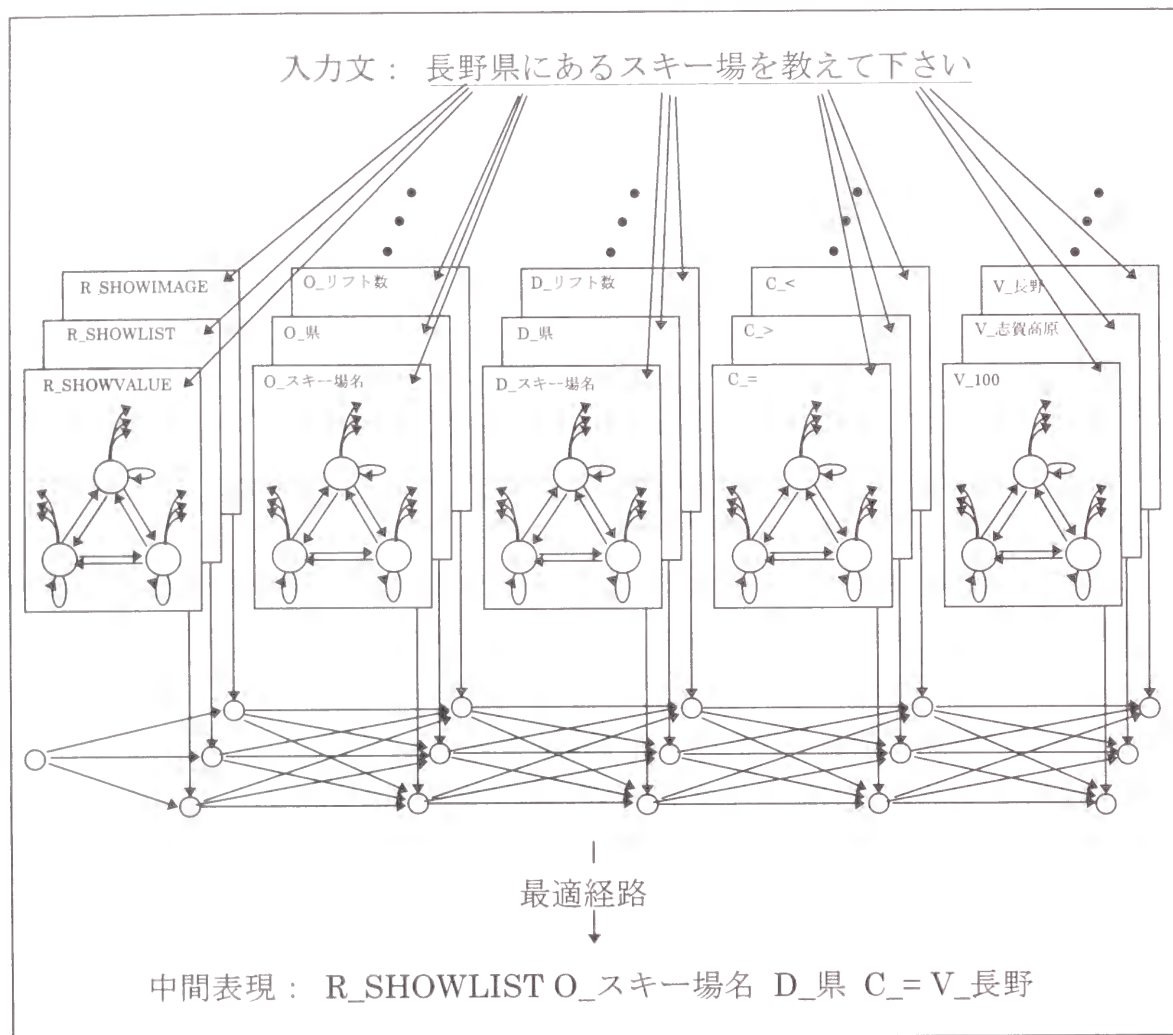 入力文： 長野県にあるスキー場を教えて下さい
R_SHOWIMAGE
R_SHOWLIST
R_SHOWVALUE
O_リフト数
O_県
O_スキー場名
D_リフト数
D_県
D_スキー場名
C_<
C_>
C_=
V_長野
V_志賀高原
V_100
最適経路
中間表現： R_SHOWLIST O_スキー場名 D_県 C_= V_長野